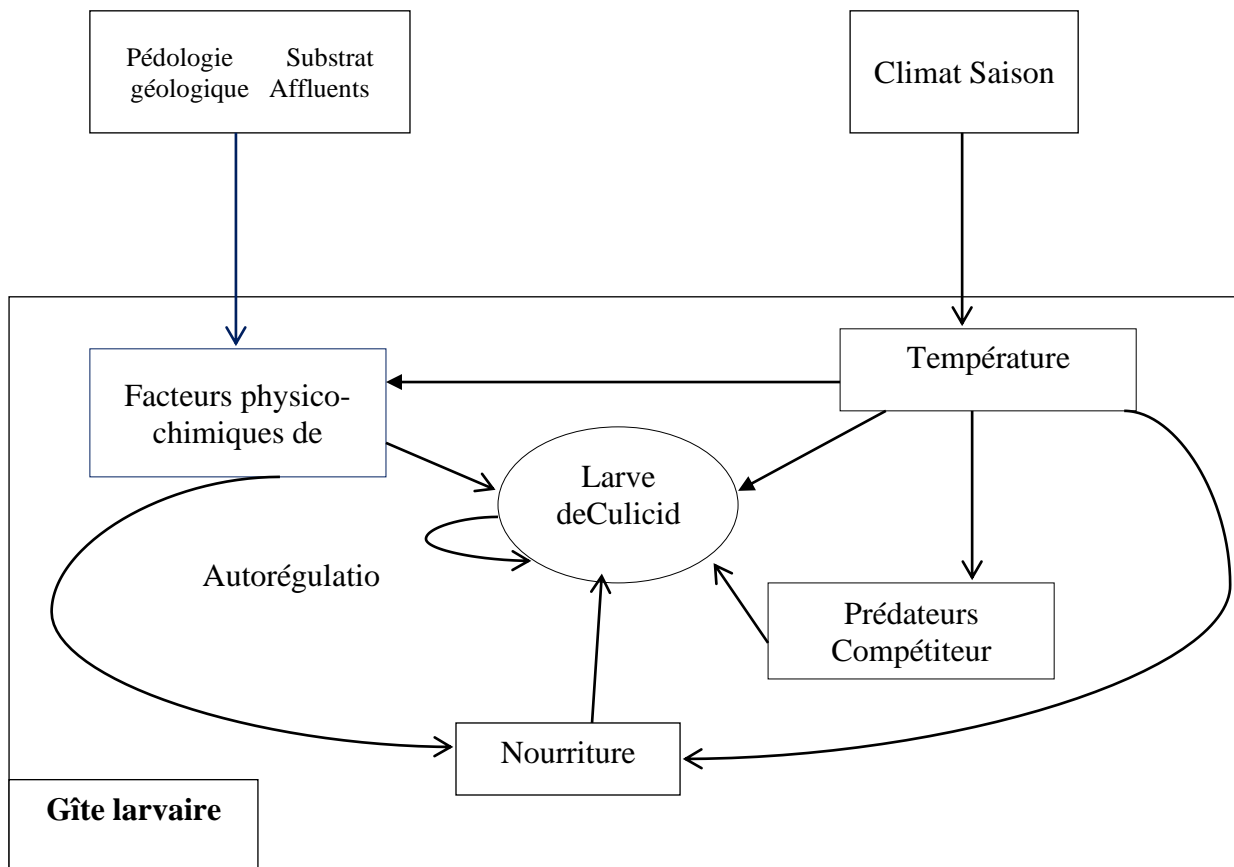 Pédologie Substrat
géologique Affluents
Climat Saison
Température
Facteurs physico-
chimiques de
Larve
deCulicid
Autorégulatio
Prédateurs
Compétiteur
Nourriture
Gîte larvaire